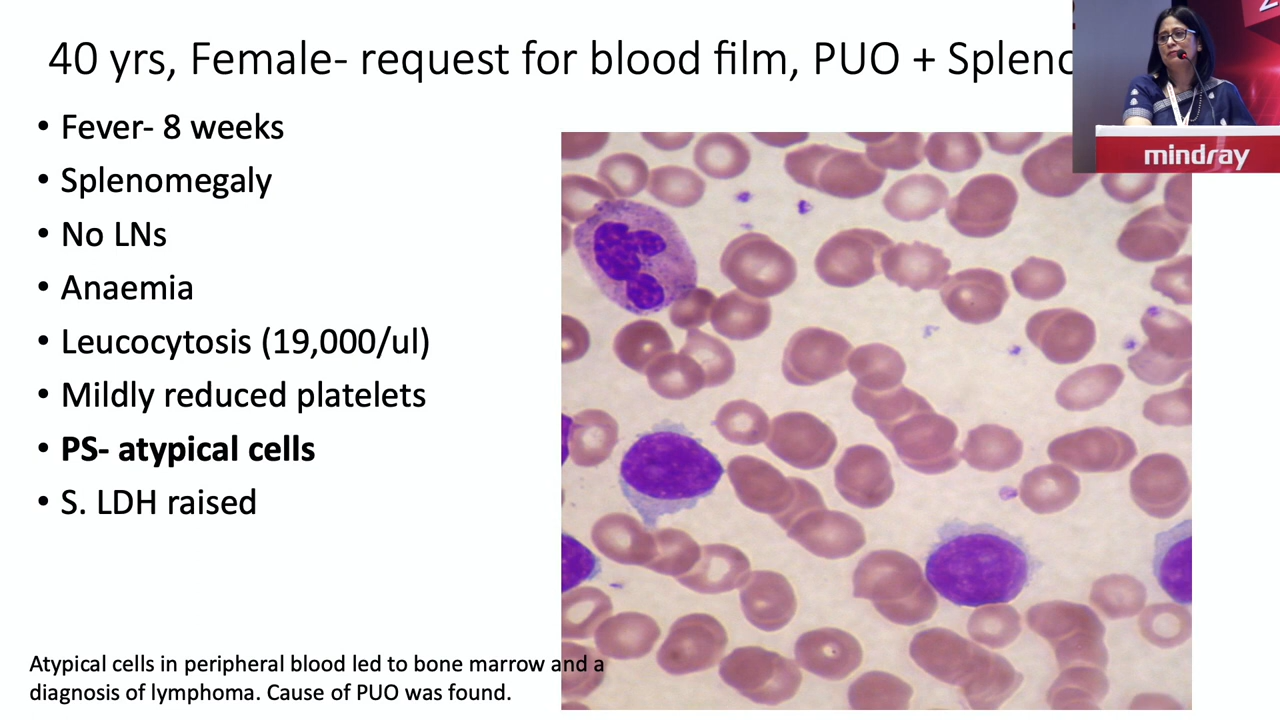 40 yrs, Female- request for blood film, PUO + Splen
• Fever- 8 weeks
• Splenomegaly
• No LNs
• Anaemia
• Leucocytosis (19,000/ul)
• Mildly reduced platelets
• PS- atypical cells
• S. LDH raised
Atypical cells in peripheral blood led to bone marrow and a
diagnosis of lymphoma. Cause of PUO was found.
mindray